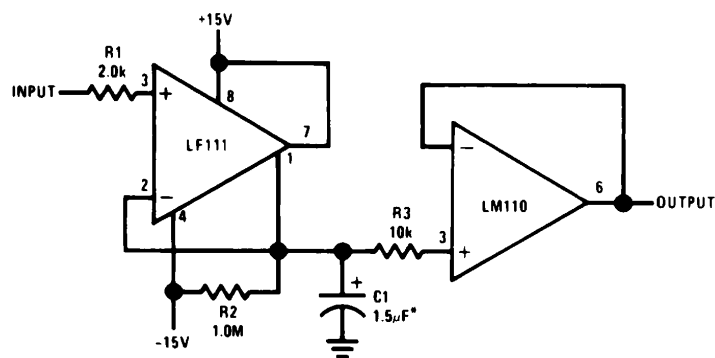 +15V
R1
2.0k
INPUT
3
+
8
LF111
7
1
2
−
4
R2
1.0M
-15V
R3
10k
+
C1
1.5μF*
−
LM110
6
OUTPUT
3
+